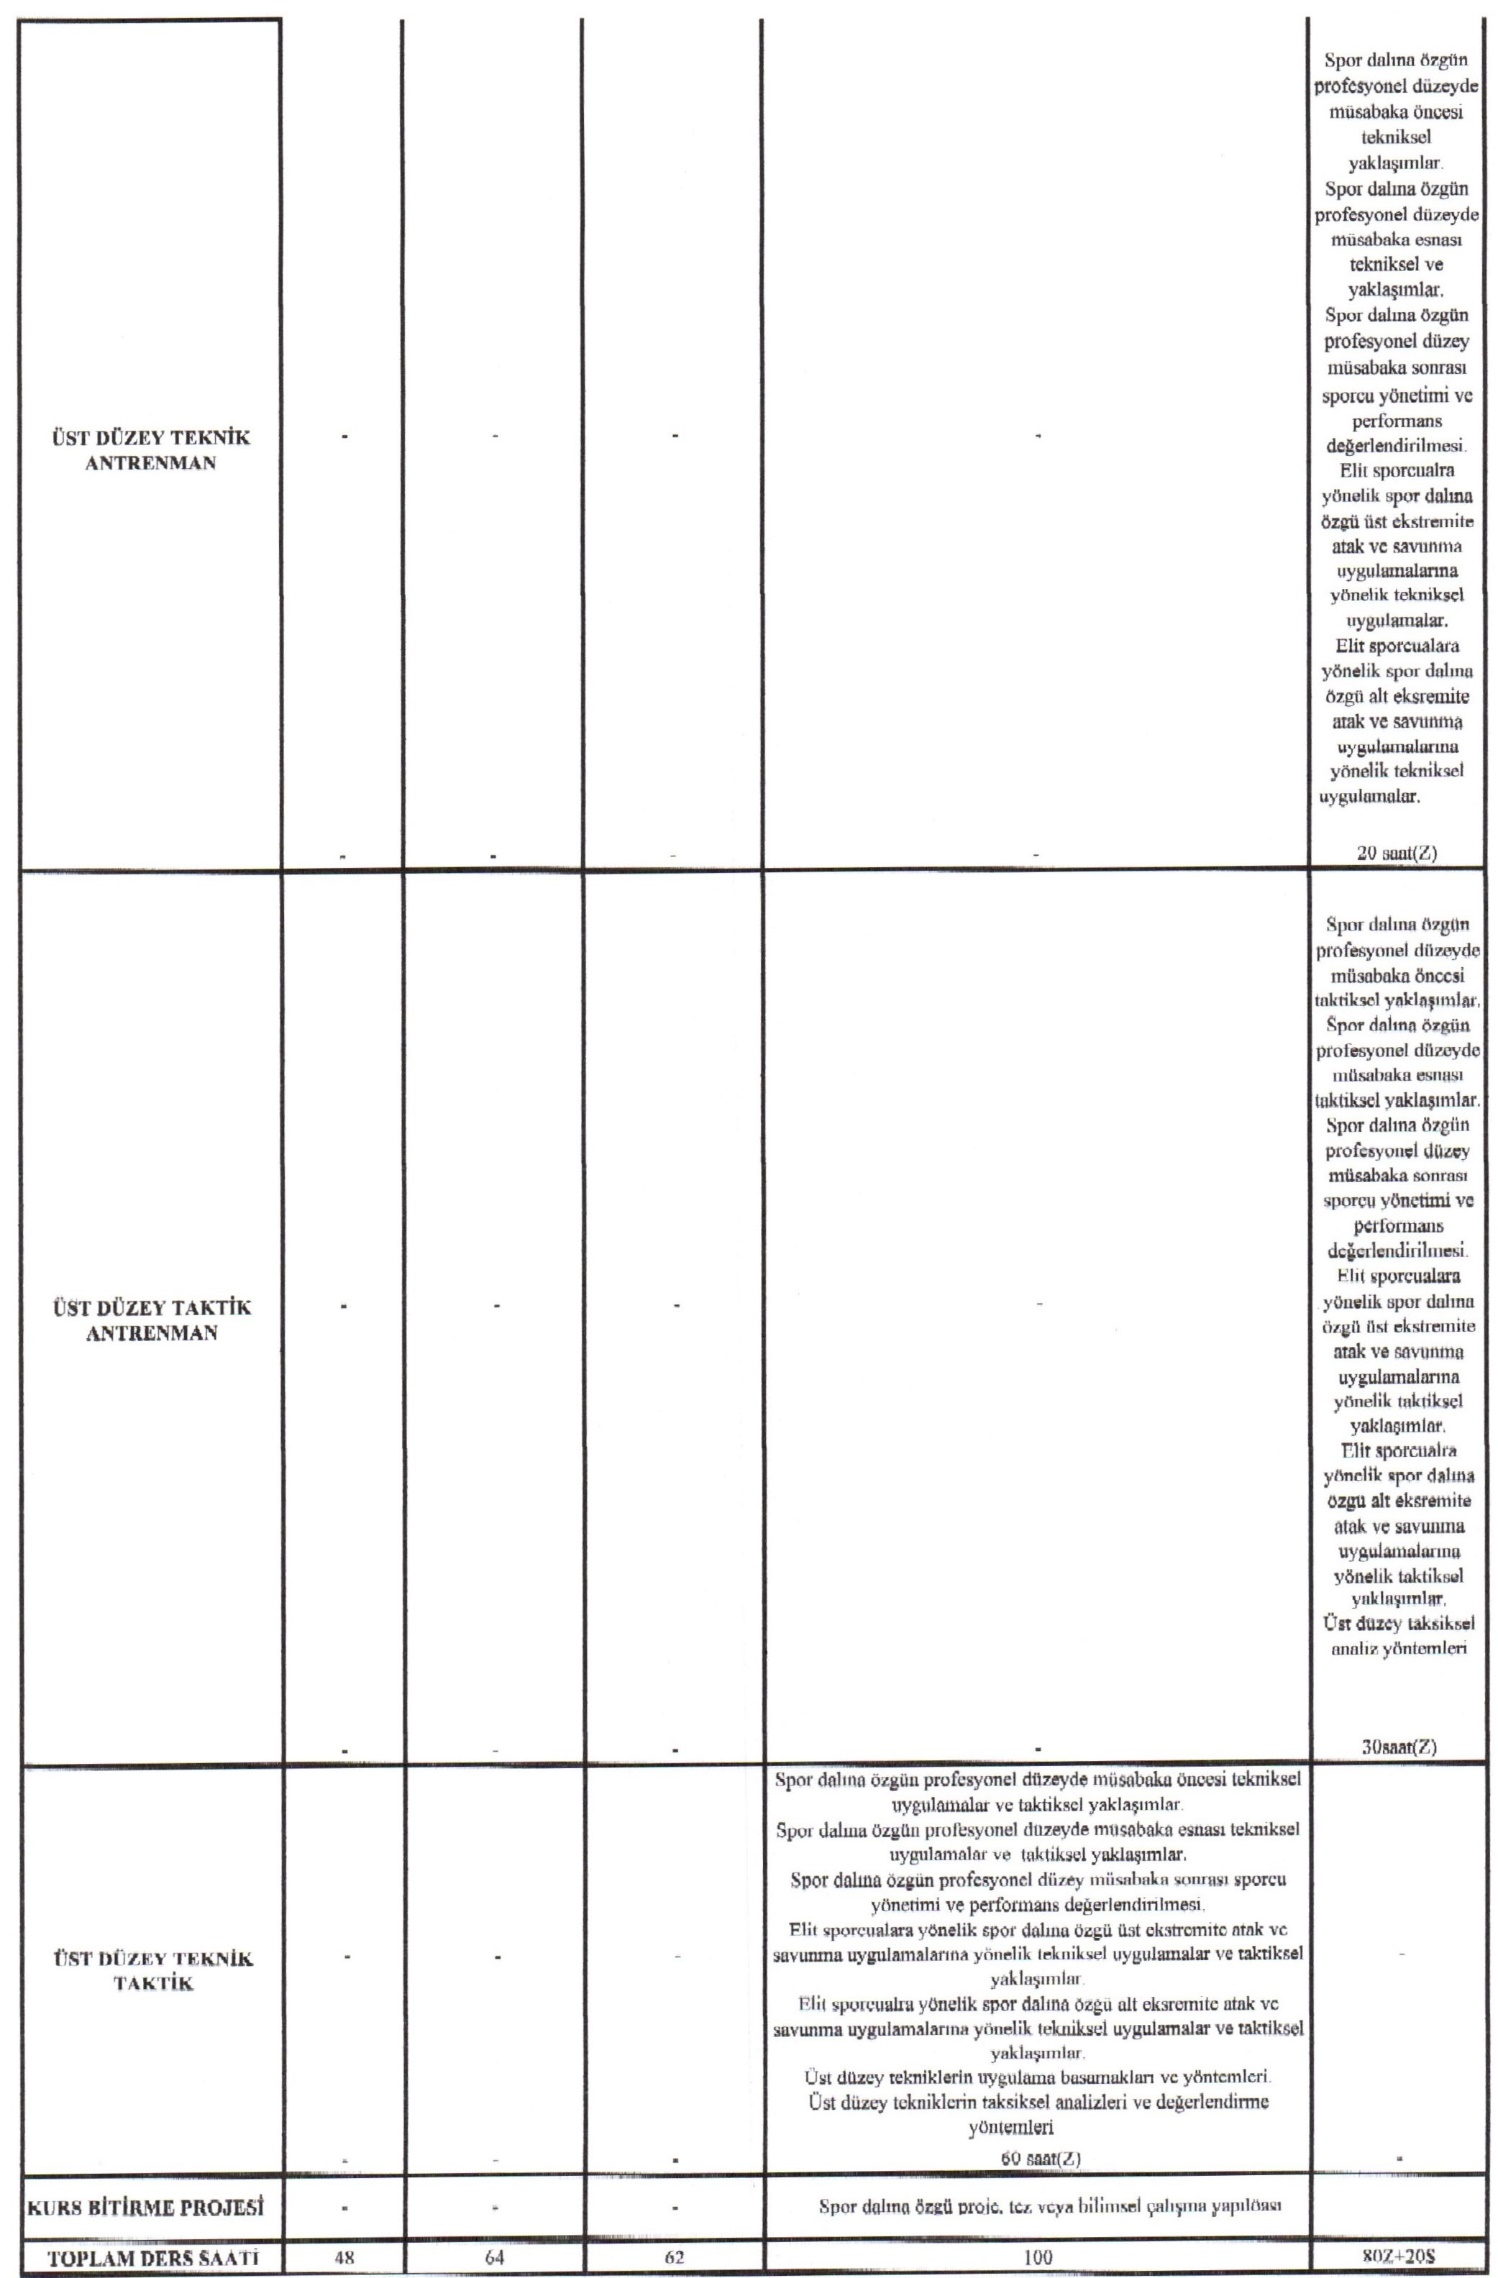 Spor dalına özgün
profesyonel düzeyde
müsabaka öncesi
tekniksel
yaklaşımlar.
Spor dalına özgün
profesyonel düzeyde
müsabaka esnası
tekniksel ve
yaklaşımlar.
Spor dalına özgün
profesyonel düzey
müsabaka sonrası
sporcu yönetimi ve
performans
değerlendirilmesi.
Elit sporcualra
yönelik spor dalına
özgü üst ekstremite
atak ve savunma
uygulamalarına
yönelik tekniksel
uygulamalar.
Elit sporcualara
yönelik spor dalına
özgü alt eksremite
atak ve savunma
uygulamalarına
yönelik tekniksel
uygulamalar.
ÜST DÜZEY TEKNİK
ANTRENMAN
- - - -
- - - - 20 saat(Z)
Spor dalına özgün
profesyonel düzeyde
müsabaka öncesi
taktiksel yaklaşımlar.
Spor dalına özgün
profesyonel düzeyde
müsabaka esnası
taktiksel yaklaşımlar.
Spor dalına özgün
profesyonel düzey
müsabaka sonrası
sporcu yönetimi ve
performans
değerlendirilmesi.
Elit sporcualara
yönelik spor dalına
özgü üst ekstremite
atak ve savunma
uygulamalarına
yönelik taktiksel
yaklaşımlar.
Elit sporcualra
yönelik spor dalına
özgü alt eksremite
atak ve savunma
uygulamalarına
yönelik taktiksel
yaklaşımlar.
Üst düzey taksiksel
analiz yöntemleri
ÜST DÜZEY TAKTİK
ANTRENMAN
- - - -
- - - - 30saat(Z)
Spor dalına özgün profesyonel düzeyde müsabaka öncesi tekniksel
uygulamalar ve taktiksel yaklaşımlar.
Spor dalına özgün profesyonel düzeyde müsabaka esnası tekniksel
uygulamalar ve taktiksel yaklaşımlar.
Spor dalına özgün profesyonel düzey müsabaka sonrası sporcu
yönetimi ve performans değerlendirilmesi.
Elit sporcualara yönelik spor dalına özgü üst ekstremite atak ve
savunma uygulamalarına yönelik tekniksel uygulamalar ve taktiksel
yaklaşımlar.
Elit sporcualra yönelik spor dalına özgü alt eksremite atak ve
savunma uygulamalarına yönelik tekniksel uygulamalar ve taktiksel
yaklaşımlar.
Üst düzey tekniklerin uygulama basamakları ve yöntemleri.
Üst düzey tekniklerin taksiksel analizleri ve değerlendirme
yöntemleri
ÜST DÜZEY TEKNİK
TAKTİK
- - - -
- - - 60 saat(Z) -
KURS BİTİRME PROJESİ - - - Spor dalına özgü proje, tez veya bilimsel çalışma yapılması
TOPLAM DERS SAATİ 48 64 62 100 80Z+20S